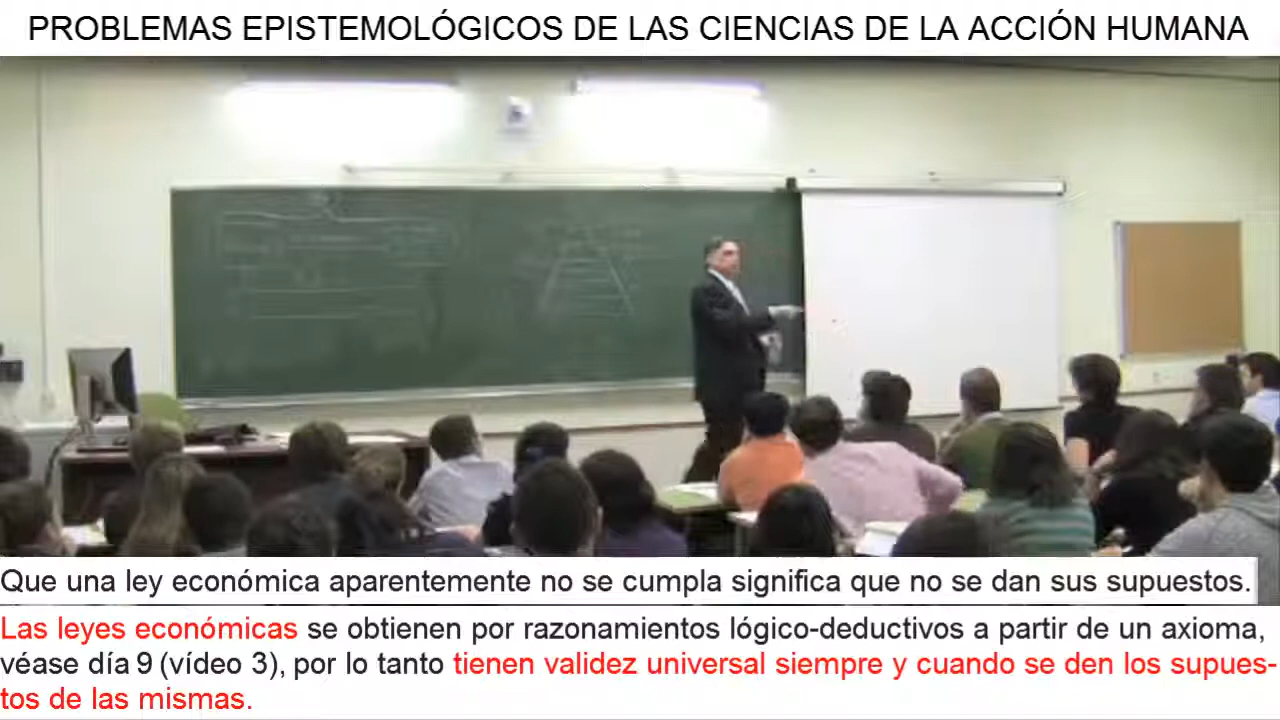 PROBLEMAS EPISTEMOLÓGICOS DE LAS CIENCIAS DE LA ACCIÓN HUMANA
Que una ley económica aparentemente no se cumpla significa que no se dan sus supuestos.
Las leyes económicas se obtienen por razonamientos lógico-deductivos a partir de un axioma,
véase día 9 (vídeo 3), por lo tanto tienen validez universal siempre y cuando se den los supues-
tos de las mismas.